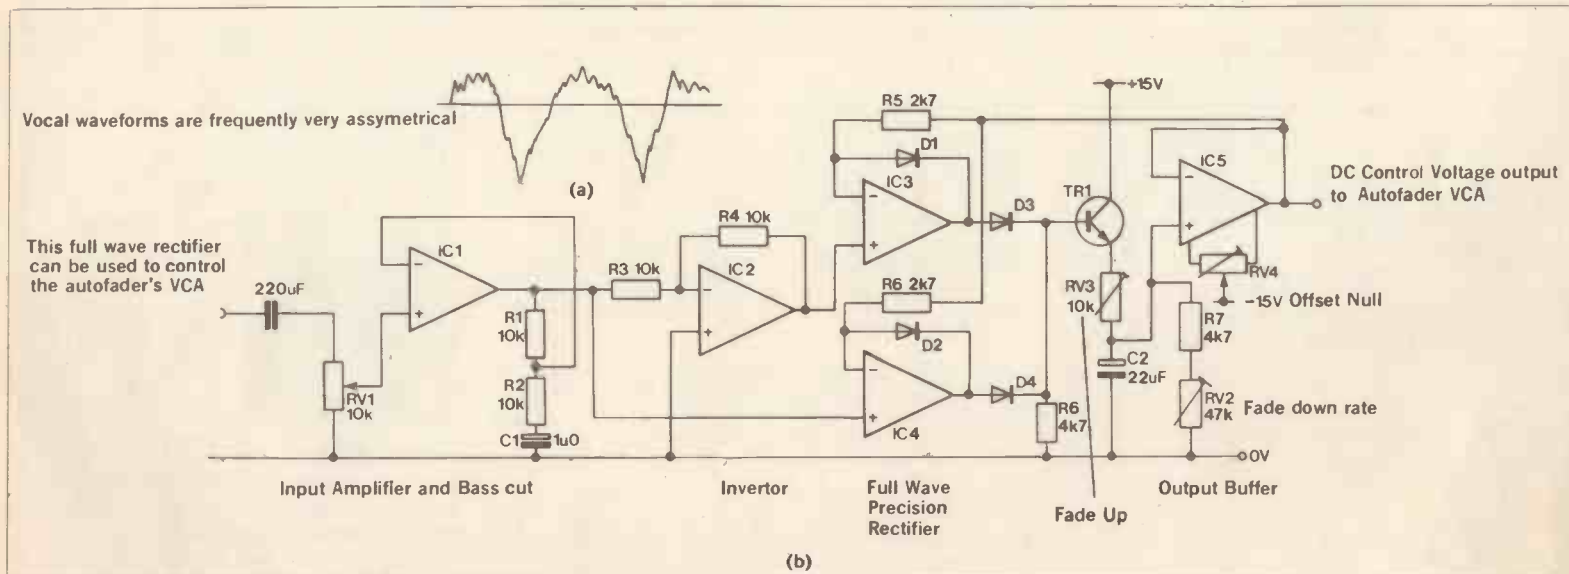 Vocal waveforms are frequently very assymetrical
(a)
This full wave rectifier
can be used to control
the autofader's VCA
220uF
RV1
10k
IC1
R1
10k
R2
10k
C1
1u0
R3 10k
R4 10k
IC2
R5 2k7
D1
IC3
D3
R6 2k7
D2
IC4
D4
R6
4k7
+15V
TR1
RV3
10k
C2
22uF
IC5
RV4
-15V Offset Null
R7
4k7
RV2
47k
Fade down rate
DC Control Voltage output
to Autofader VCA
0V
Input Amplifier and Bass cut
Invertor
Full Wave
Precision
Rectifier
Fade Up
Output Buffer
(b)